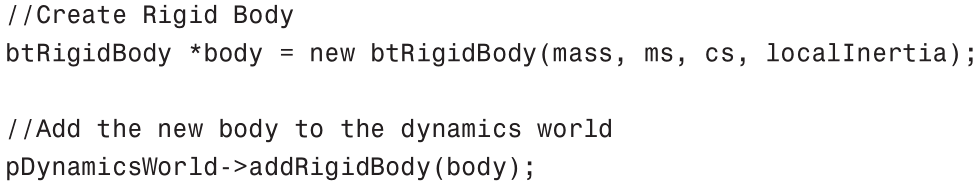 //Create Rigid Body
btRigidBody *body = new btRigidBody(mass, ms, cs, localInertia);
//Add the new body to the dynamics world
pDynamicsWorld->addRigidBody(body);